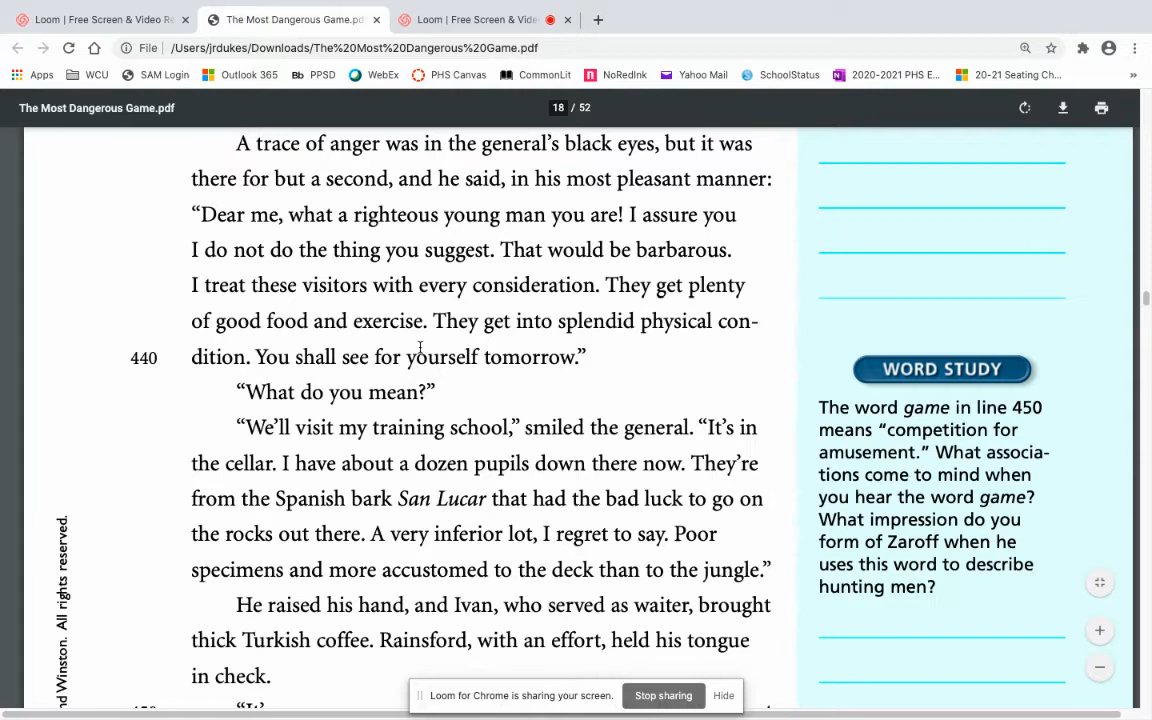 Loom | Free Screen & Video Re
The Most Dangerous Game.pd
Loom | Free Screen & Vide
File /Users/jrdukes/Downloads/The%20Most%20Dangerous%20Game.pdf
Apps WCU SAM Login Outlook 365 Bb PPSD WebEx PHS Canvas CommonLit NoRedInk Yahoo Mail SchoolStatus 2020-2021 PHS E... 20-21 Seating Ch... »
The Most Dangerous Game.pdf
18 / 52
A trace of anger was in the general’s black eyes, but it was
there for but a second, and he said, in his most pleasant manner:
“Dear me, what a righteous young man you are! I assure you
I do not do the thing you suggest. That would be barbarous.
I treat these visitors with every consideration. They get plenty
of good food and exercise. They get into splendid physical con-
440 dition. You shall see for yourself tomorrow.”
“What do you mean?”
“We’ll visit my training school,” smiled the general. “It’s in
the cellar. I have about a dozen pupils down there now. They’re
from the Spanish bark San Lucar that had the bad luck to go on
the rocks out there. A very inferior lot, I regret to say. Poor
specimens and more accustomed to the deck than to the jungle.”
He raised his hand, and Ivan, who served as waiter, brought
thick Turkish coffee. Rainsford, with an effort, held his tongue
in check.
“It’s
WORD STUDY
The word game in line 450
means “competition for
amusement.” What associa-
tions come to mind when
you hear the word game?
What impression do you
form of Zaroff when he
uses this word to describe
hunting men?
Winston. All rights reserved.
Loom for Chrome is sharing your screen. Stop sharing Hide